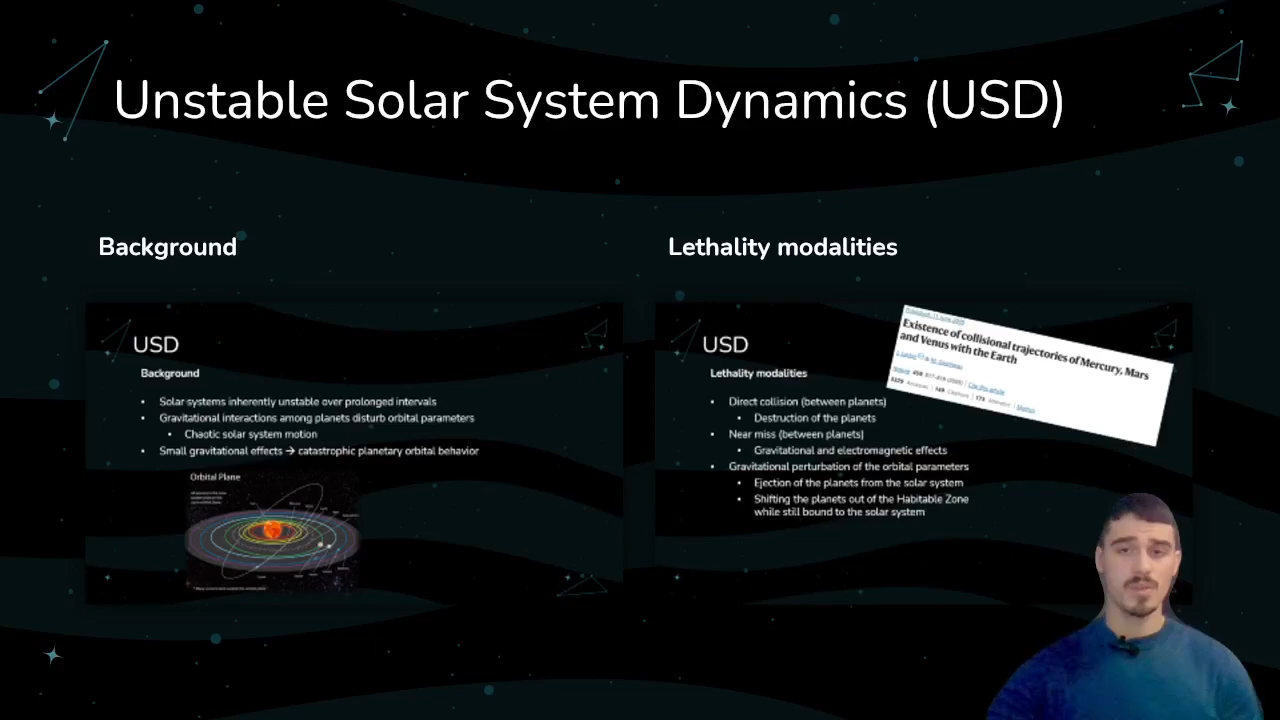 Unstable Solar System Dynamics (USD)
Background
Lethality modalities
USD
Background
• Solar systems inherently unstable over prolonged intervals
• Gravitational interactions among planets disturb orbital parameters
• Chaotic solar system motion
• Small gravitational effects → catastrophic planetary orbital behavior
Orbital Plane
USD
Lethality modalities
• Direct collision (between planets)
• Destruction of the planets
• Near miss (between planets)
• Gravitational and electromagnetic effects
• Gravitational perturbation of the orbital parameters
• Ejection of the planets from the solar system
• Shifting the planets out of the Habitable Zone
while still bound to the solar system
Existence of collisional trajectories of Mercury, Mars
and Venus with the Earth